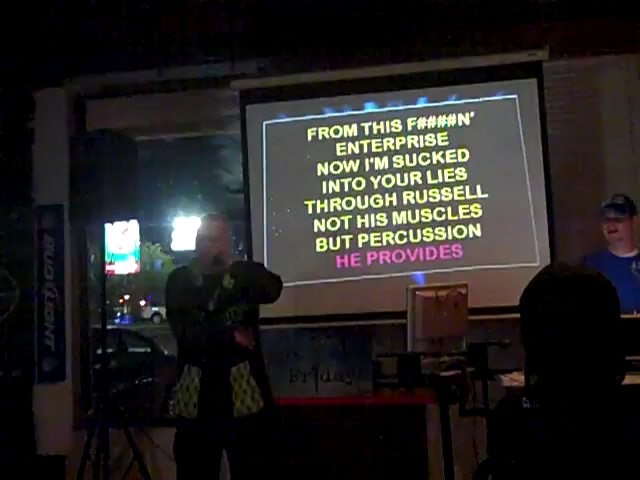 FROM THIS F####N'
ENTERPRISE
NOW I'M SUCKED
INTO YOUR LIES
THROUGH RUSSELL
NOT HIS MUSCLES
BUT PERCUSSION
HE PROVIDES
BUD LIGHT
Friday